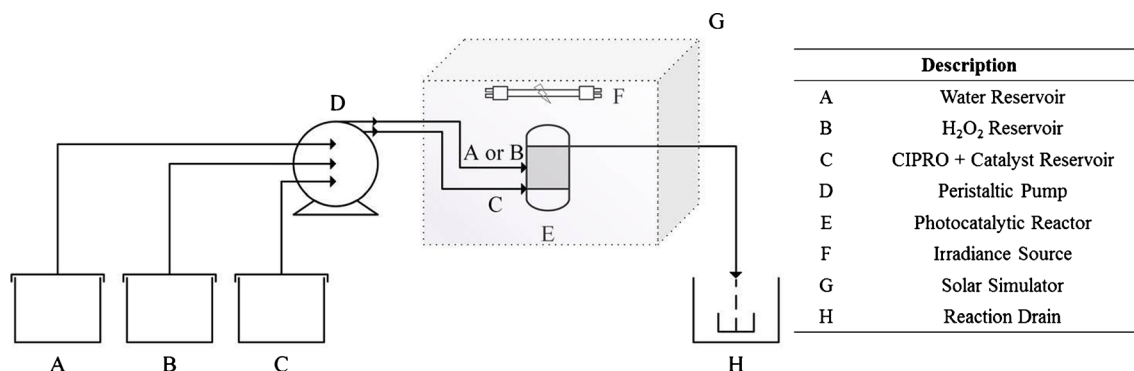 G
D
F
A or B
C
E
A
B
C
H
Description
A Water Reservoir
B H₂O₂ Reservoir
C CIPRO + Catalyst Reservoir
D Peristaltic Pump
E Photocatalytic Reactor
F Irradiance Source
G Solar Simulator
H Reaction Drain